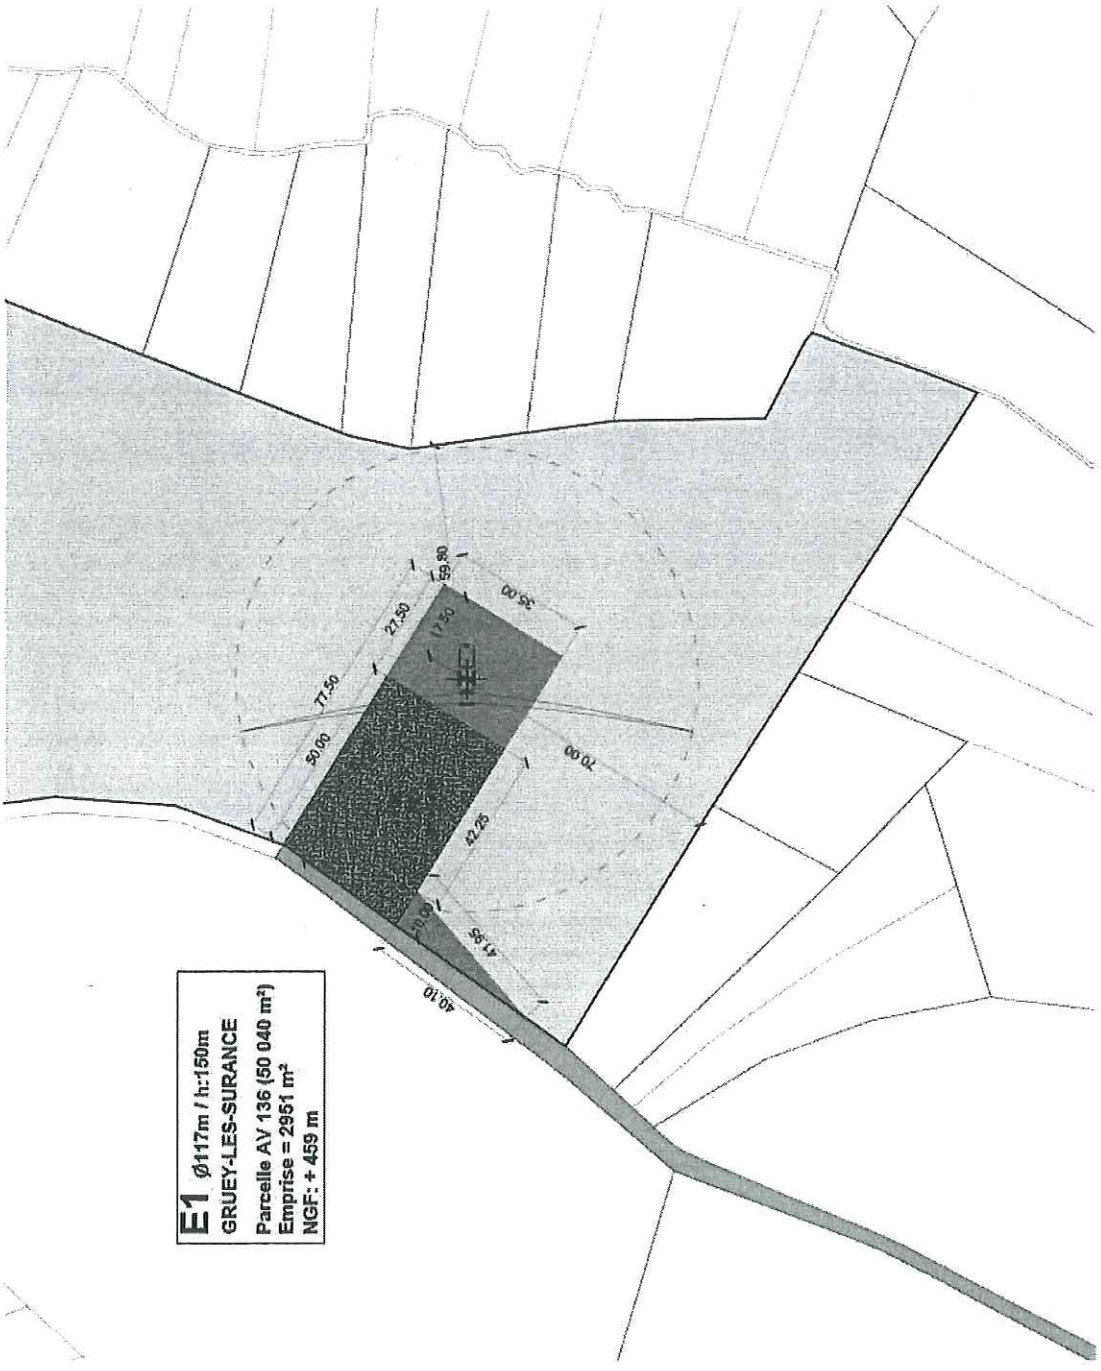 E1 Ø117m / h:150m
GRUEY-LES-SURANCE
Parcelle AV 136 (50 040 m²)
Emprise = 2951 m²
NGF: + 459 m
77.50
50.00
27.50
17.50
59.80
35.00
70.00
42.25
10.00
41.95
40.10